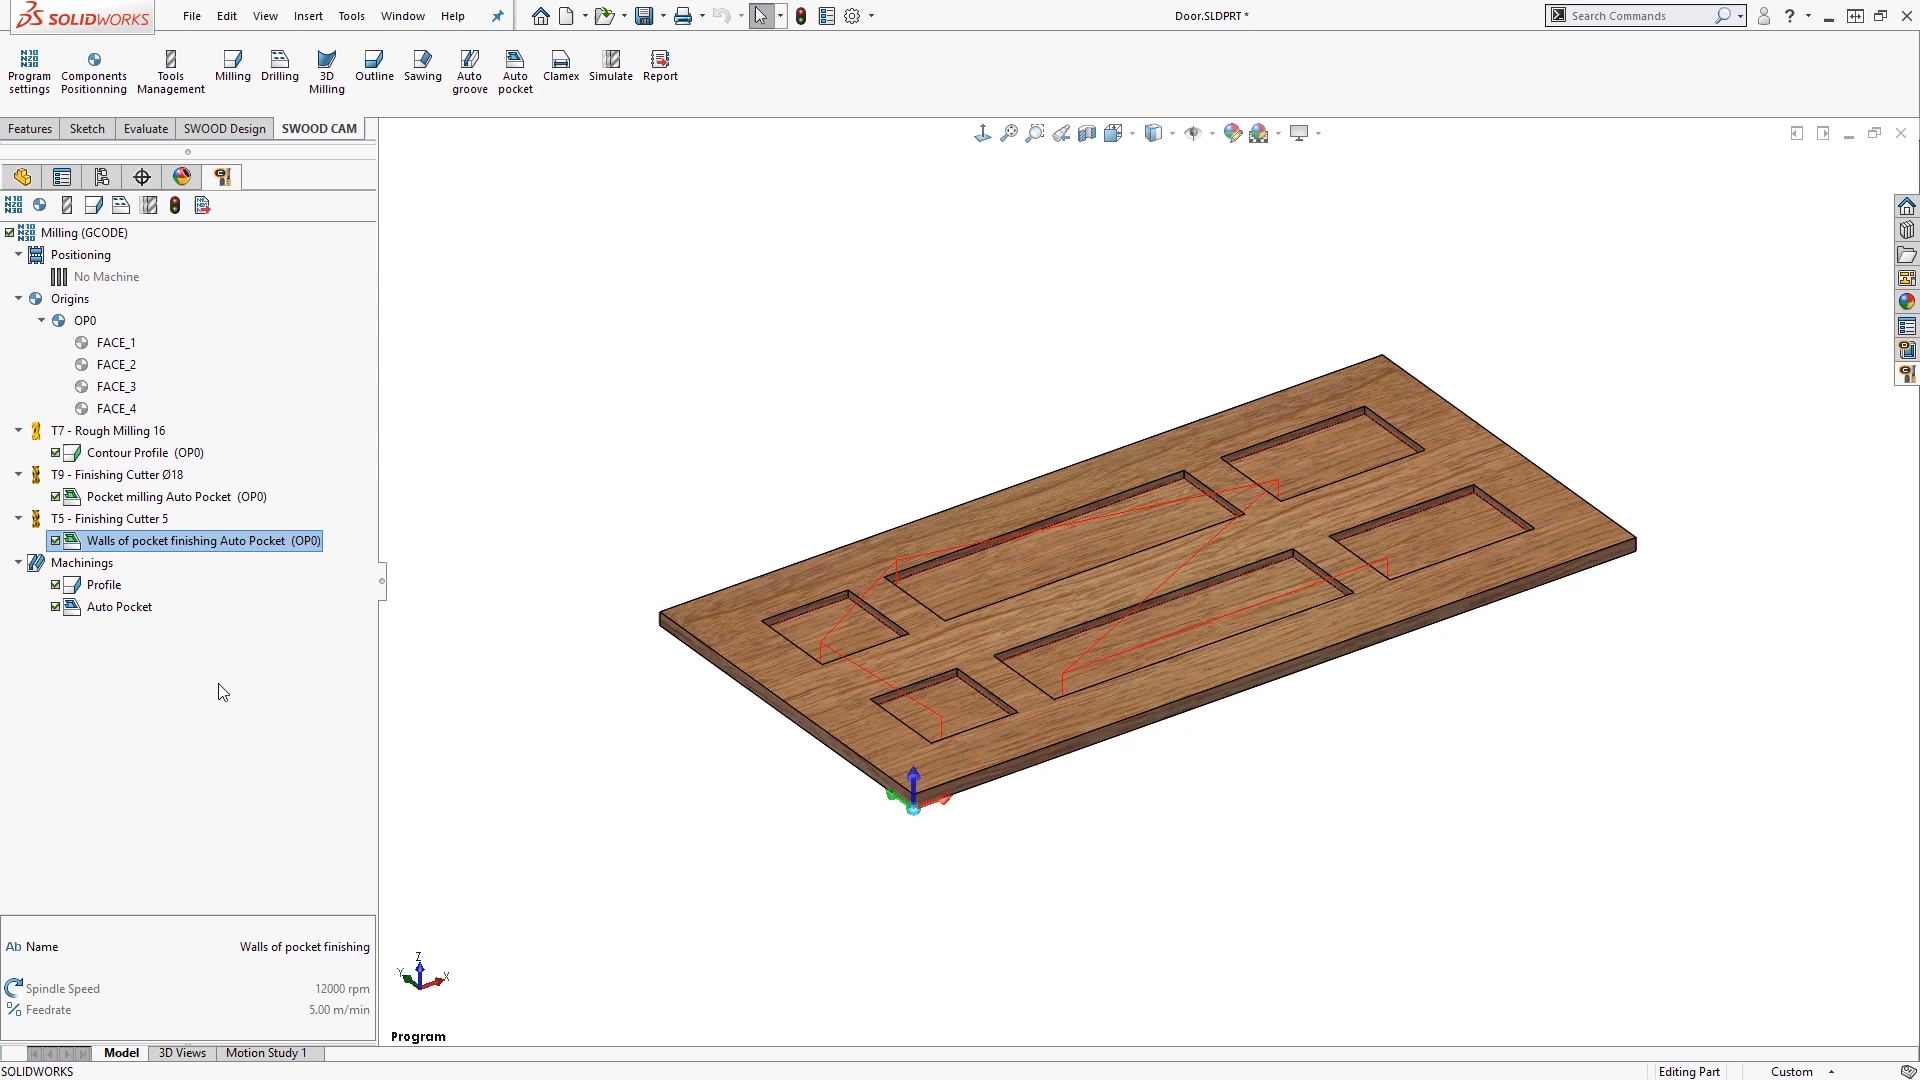 SOLIDWORKS
File Edit View Insert Tools Window Help
Door.SLDPRT *
Search Commands
Program settings
Components Positionning
Tools Management
Milling
Drilling
3D Milling
Outline
Sawing
Auto groove
Auto pocket
Clamex
Simulate
Report
Features Sketch Evaluate SWOOD Design SWOOD CAM
Milling (GCODE)
Positioning
No Machine
Origins
OP0
FACE_1
FACE_2
FACE_3
FACE_4
T7 - Rough Milling 16
Contour Profile (OP0)
T9 - Finishing Cutter Ø18
Pocket milling Auto Pocket (OP0)
T5 - Finishing Cutter 5
Walls of pocket finishing Auto Pocket (OP0)
Machinings
Profile
Auto Pocket
Ab Name Walls of pocket finishing
Spindle Speed 12000 rpm
Feedrate 5.00 m/min
Z
Y
X
Program
Model 3D Views Motion Study 1
SOLIDWORKS Editing Part Custom